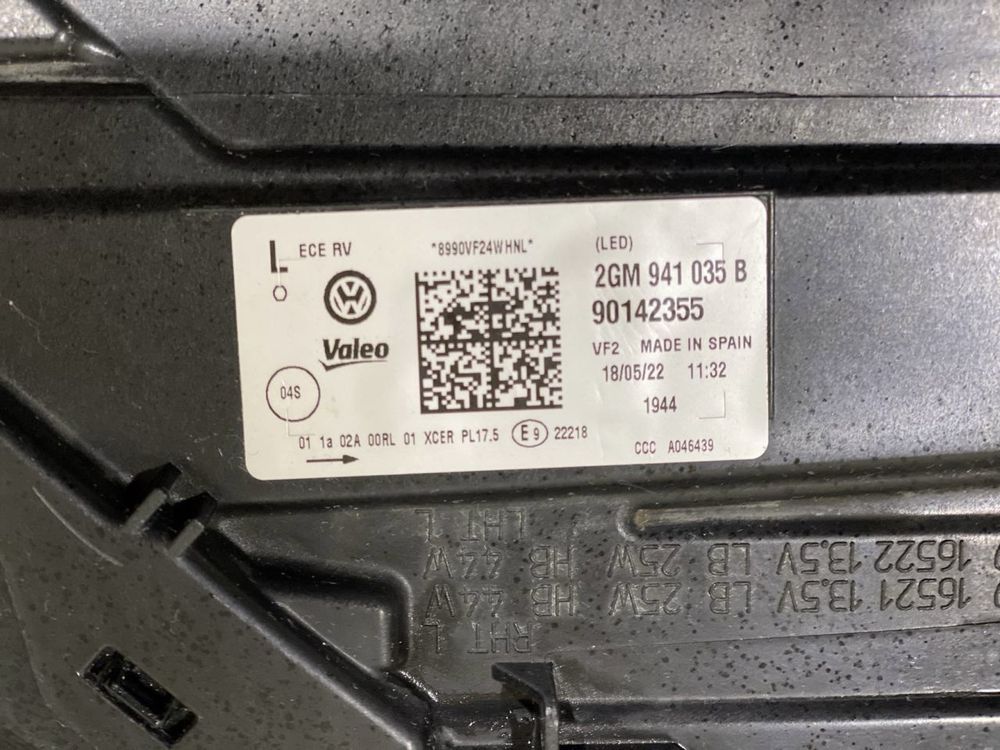 L ECE RV
*8990VF24WHNL*
(LED)
2GM 941 035 B
90142355
VW
Valeo
VF2 MADE IN SPAIN
18/05/22 11:32
04S
1944
01 1a 02A 00RL 01 XCER PL17.5 E9 22218
CCC A046439
RHT L
16521 13.5V LB 25W HB 44W
16522 13.5V LB 25W HB 44W
LHT L